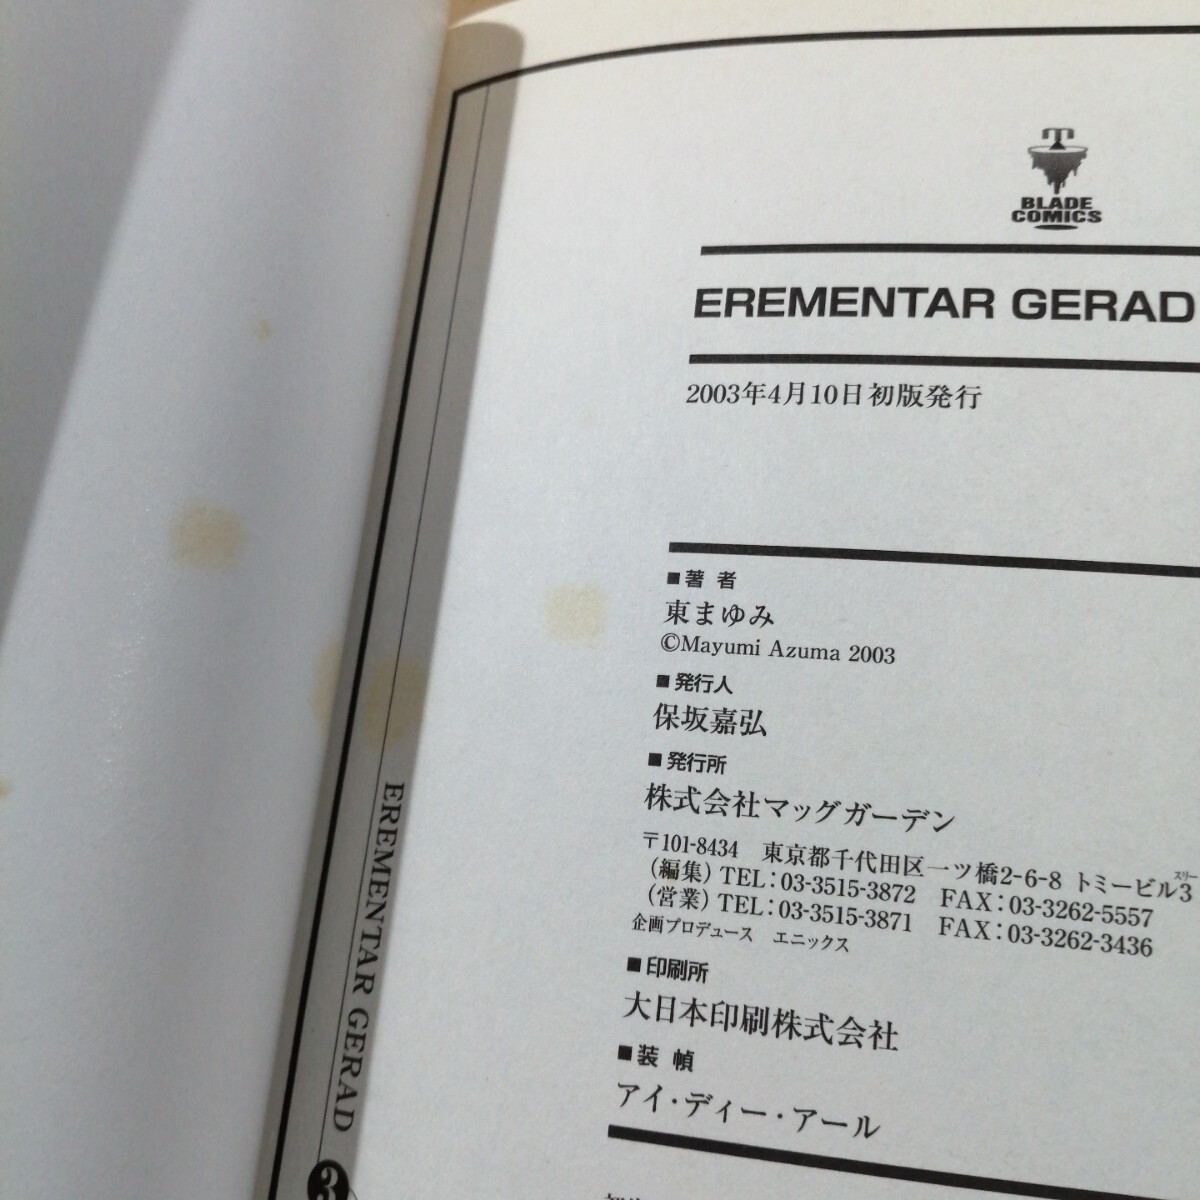 BLADE
COMICS
EREMENTAR GERAD
2003年4月10日初版発行
■著 者
東まゆみ
©Mayumi Azuma 2003
■発行人
保坂嘉弘
■発行所
株式会社マッグガーデン
〒101-8434 東京都千代田区一ツ橋2-6-8 トミービル3
スリー
(編集) TEL:03-3515-3872 FAX:03-3262-5557
(営業) TEL:03-3515-3871 FAX:03-3262-3436
企画プロデュース エニックス
■印刷所
大日本印刷株式会社
■装 幀
アイ・ディー・アール
EREMENTAR GERAD
3